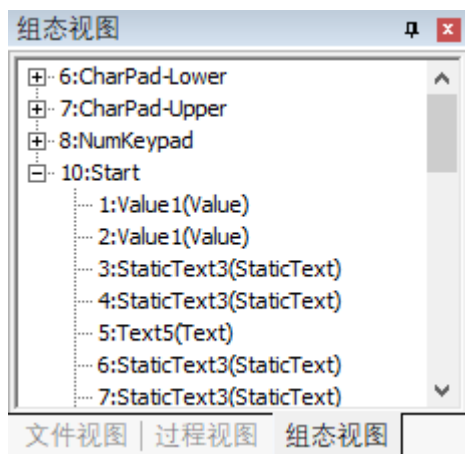 组态视图
6:CharPad-Lower
7:CharPad-Upper
8:NumKeypad
10:Start
1:Value1(Value)
2:Value1(Value)
3:StaticText3(StaticText)
4:StaticText3(StaticText)
5:Text5(Text)
6:StaticText3(StaticText)
7:StaticText3(StaticText)
文件视图 过程视图 组态视图